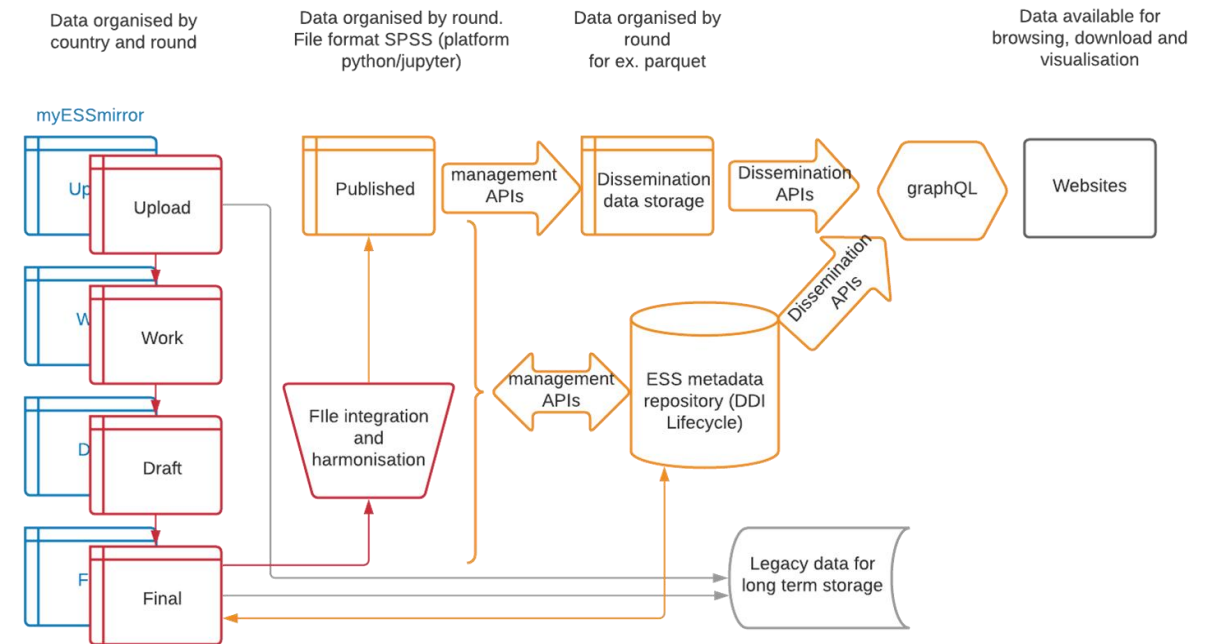 Data organised by
country and round
Data organised by round.
File format SPSS (platform
python/jupyter)
Data organised by
round
for ex. parquet
Data available for
browsing, download and
visualisation
myESSmirror
Up
Upload
W
Work
D
Draft
F
Final
Published
management
APIs
Dissemination
data storage
Dissemination
APIs
graphQL
Websites
Dissemination
APIs
FIle integration
and
harmonisation
management
APIs
ESS metadata
repository (DDI
Lifecycle)
Legacy data for
long term storage